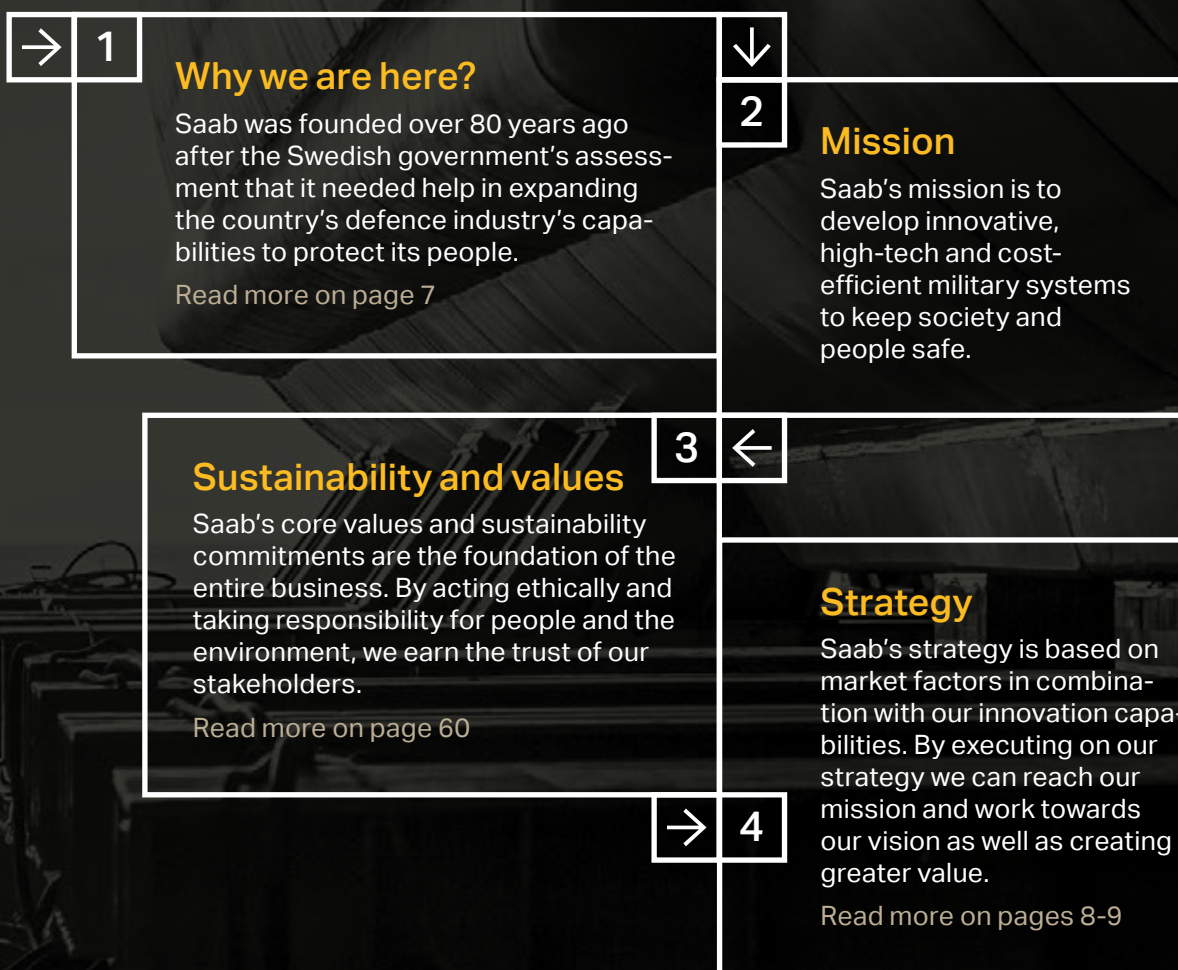 → 1
Why we are here?
Saab was founded over 80 years ago
after the Swedish government's assess-
ment that it needed help in expanding
the country's defence industry's capa-
bilities to protect its people.
Read more on page 7
↓
2
Mission
Saab's mission is to
develop innovative,
high-tech and cost-
efficient military systems
to keep society and
people safe.
3 ←
Sustainability and values
Saab's core values and sustainability
commitments are the foundation of the
entire business. By acting ethically and
taking responsibility for people and the
environment, we earn the trust of our
stakeholders.
Read more on page 60
→ 4
Strategy
Saab's strategy is based on
market factors in combina-
tion with our innovation capa-
bilities. By executing on our
strategy we can reach our
mission and work towards
our vision as well as creating
greater value.
Read more on pages 8-9